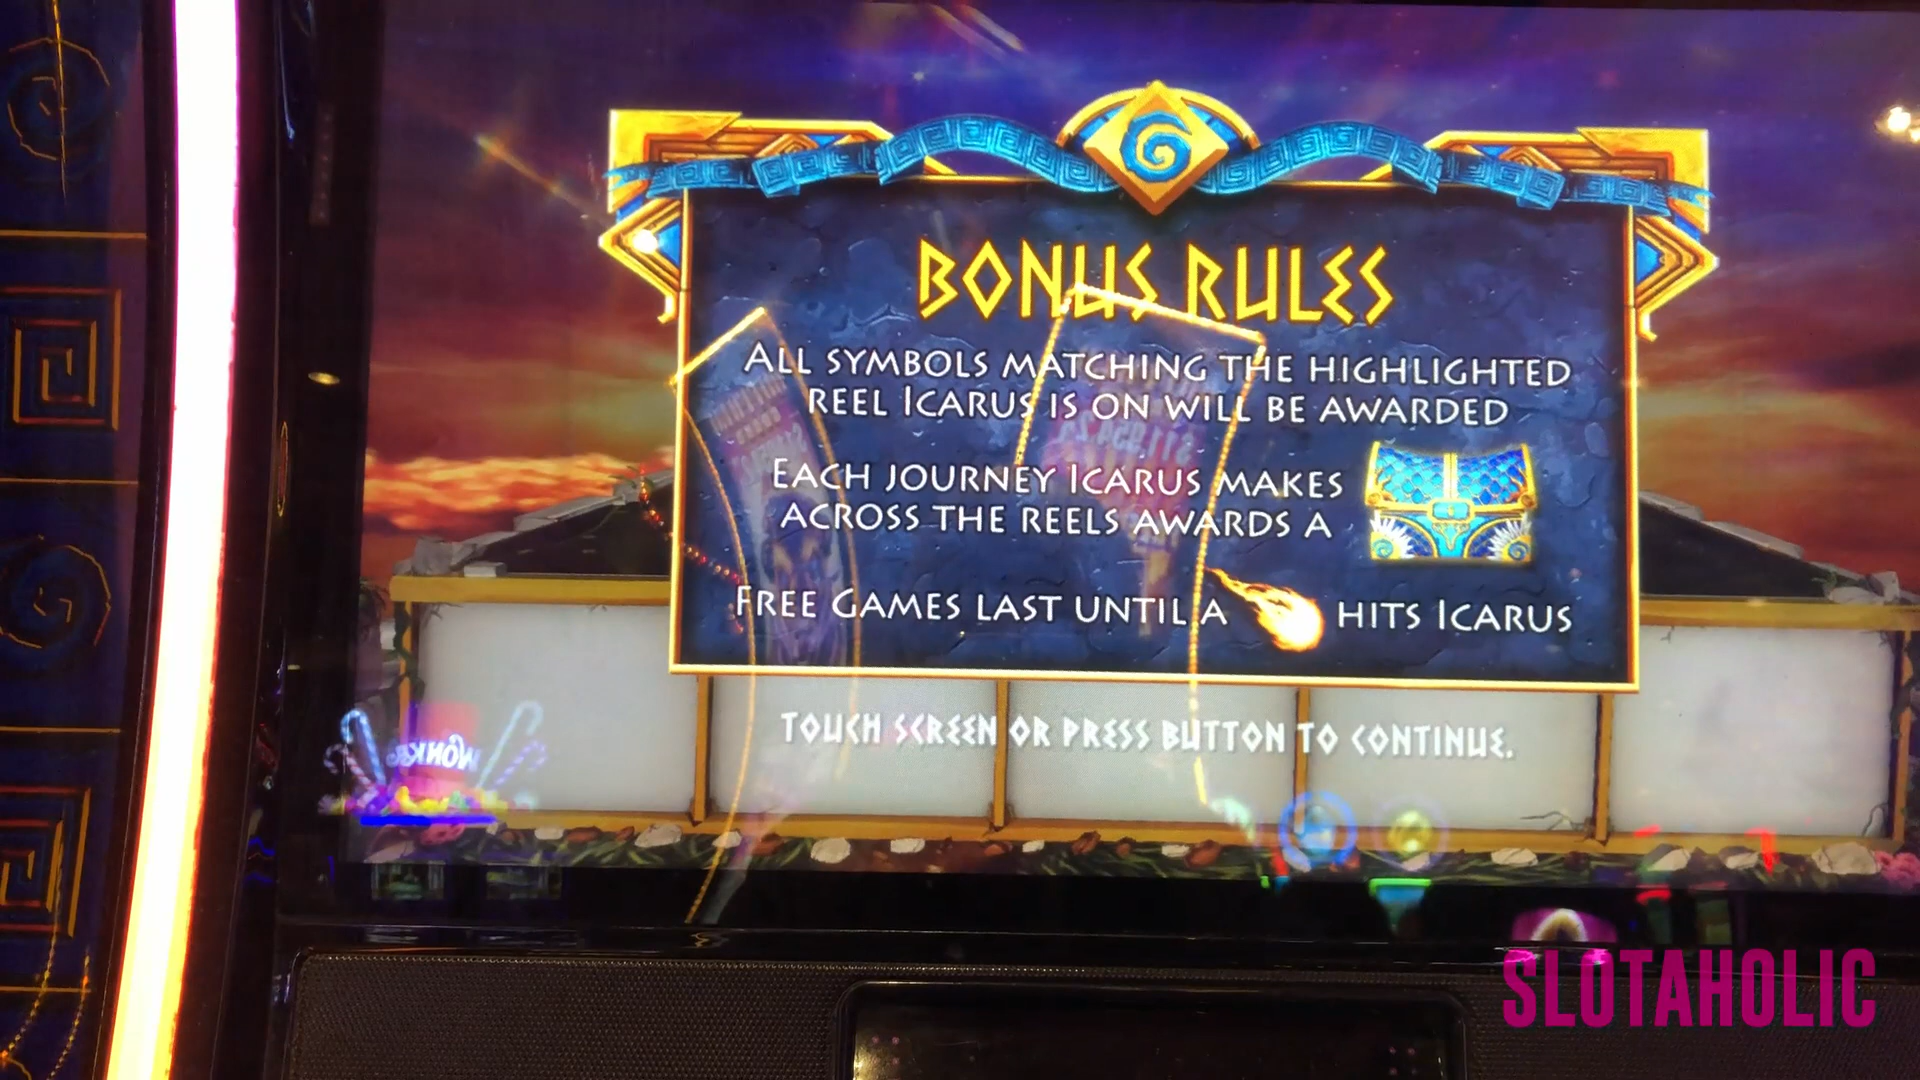 BONUS RULES
ALL SYMBOLS MATCHING THE HIGHLIGHTED
REEL ICARUS IS ON WILL BE AWARDED
EACH JOURNEY ICARUS MAKES
ACROSS THE REELS AWARDS A
FREE GAMES LAST UNTIL A HITS ICARUS
TOUCH SCREEN OR PRESS BUTTON TO CONTINUE.
WONKA
SLOTAHOLIC